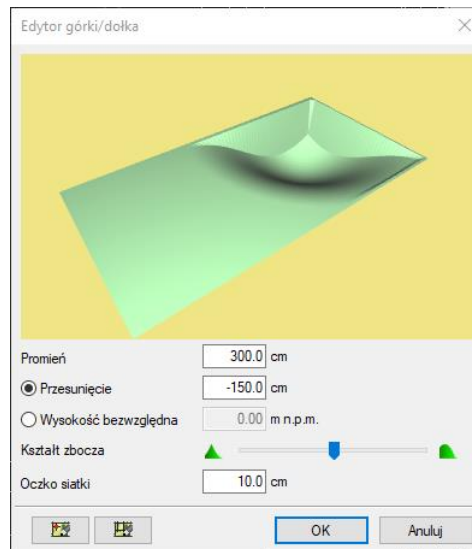 Edytor górki/dołka
Promień 300.0 cm
Przesunięcie -150.0 cm
Wysokość bezwzględna 0.00 m n.p.m.
Kształt zbocza
Oczko siatki 10.0 cm
OK Anuluj